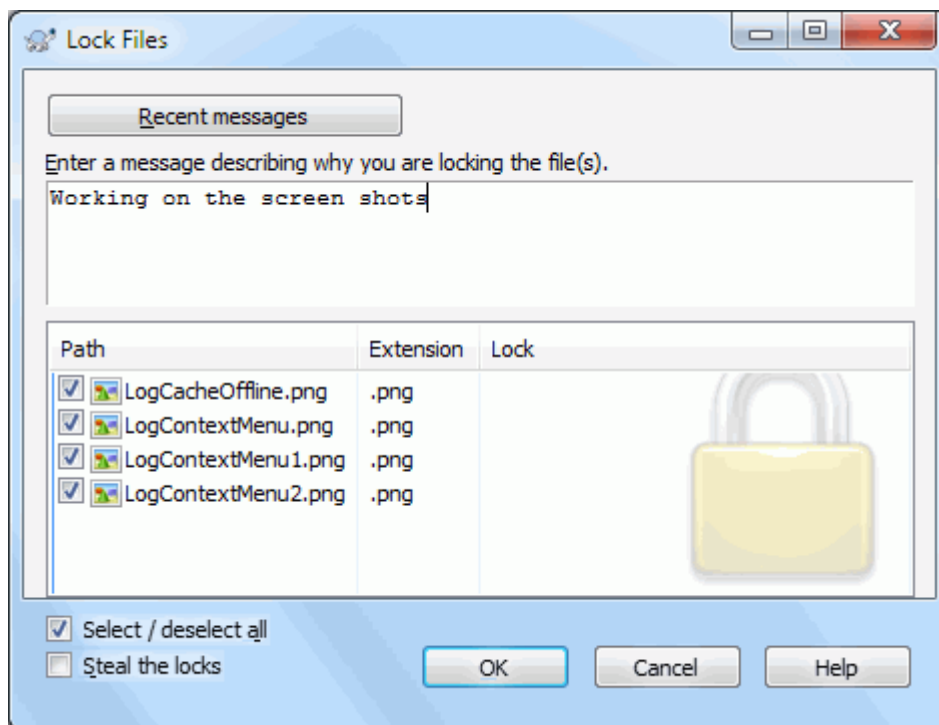 Lock Files
Recent messages
Enter a message describing why you are locking the file(s).
Working on the screen shots
Path Extension Lock
LogCacheOffline.png .png
LogContextMenu.png .png
LogContextMenu1.png .png
LogContextMenu2.png .png
Select / deselect all
Steal the locks
OK Cancel Help